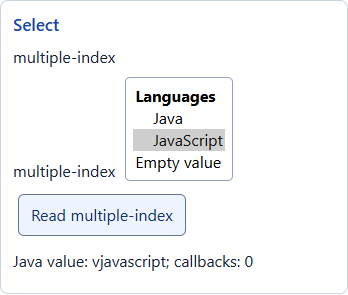 Select
multiple-index
Languages
Java
JavaScript
Empty value
multiple-index
Read multiple-index
Java value: vjavascript; callbacks: 0